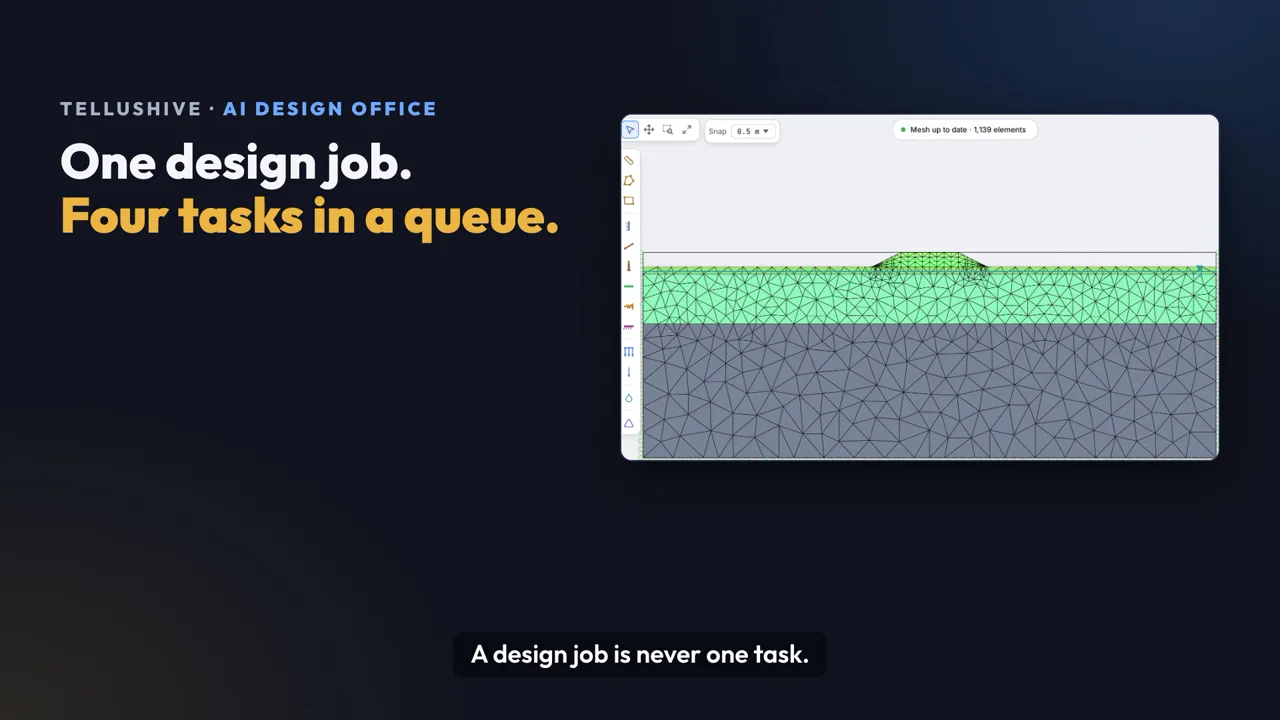 TELLUSHIVE · AI DESIGN OFFICE
One design job.
Four tasks in a queue.
Snap 0.5 m
Mesh up to date · 1,139 elements
A design job is never one task.